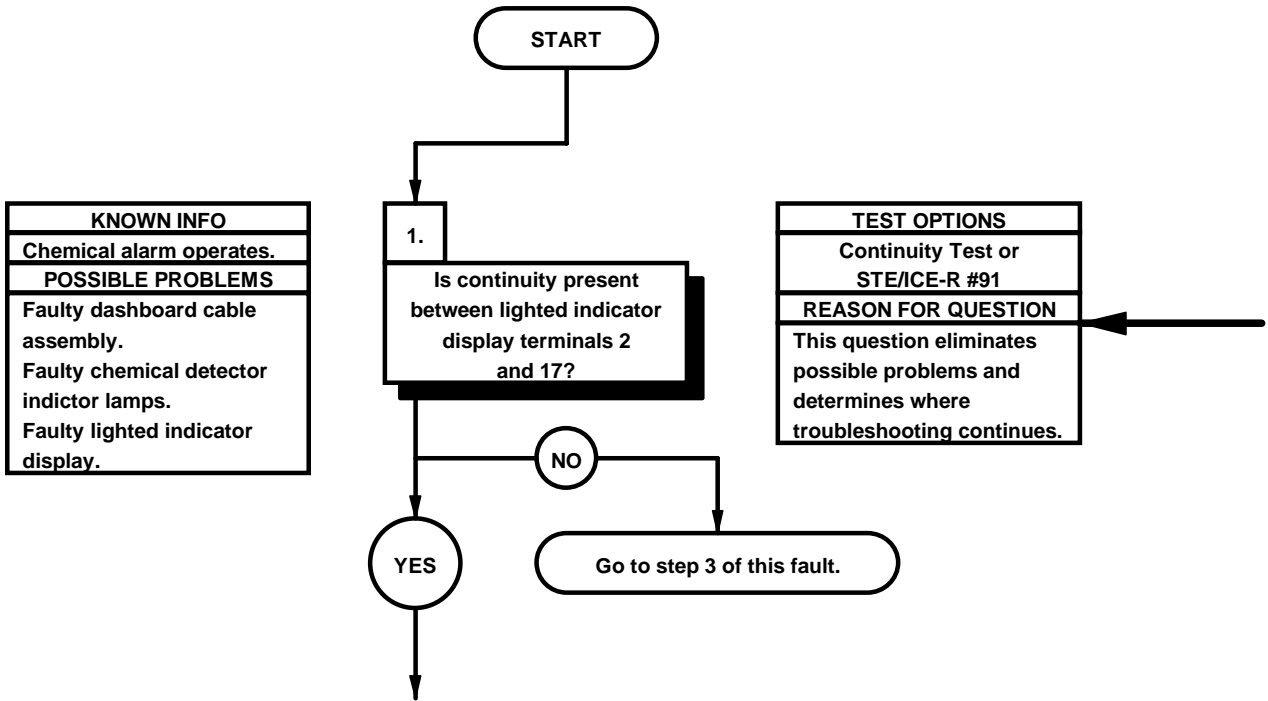 START
KNOWN INFO
Chemical alarm operates.
POSSIBLE PROBLEMS
Faulty dashboard cable
assembly.
Faulty chemical detector
indictor lamps.
Faulty lighted indicator
display.
1.
Is continuity present
between lighted indicator
display terminals 2
and 17?
TEST OPTIONS
Continuity Test or
STE/ICE-R #91
REASON FOR QUESTION
This question eliminates
possible problems and
determines where
troubleshooting continues.
NO
YES
Go to step 3 of this fault.